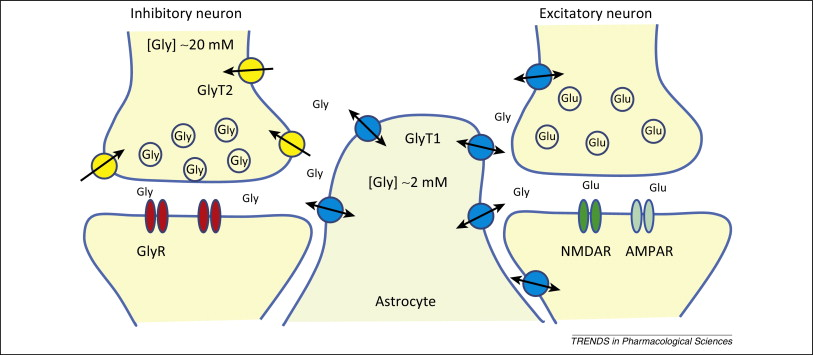 Inhibitory neuron
Excitatory neuron
[Gly] ~20 mM
GlyT2
Gly
Gly
Gly
Gly
Gly
Gly
Gly
Gly
Gly
GlyR
GlyT1
[Gly] ~2 mM
Astrocyte
Gly
Gly
Glu
Glu
Glu
Glu
Glu
Glu
Glu
NMDAR
AMPAR
TRENDS in Pharmacological Sciences